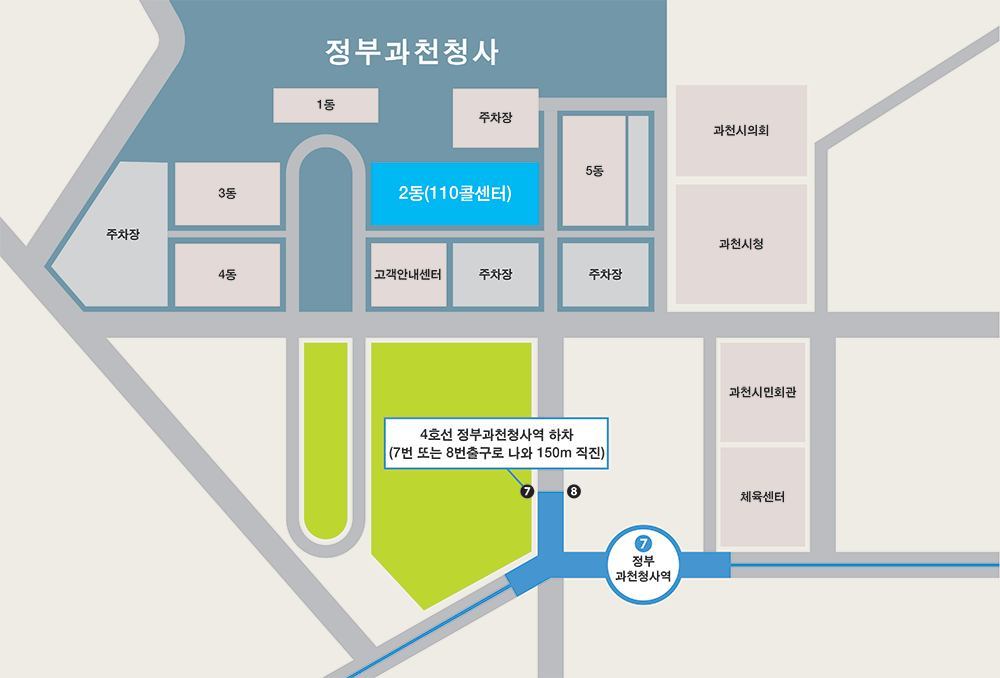 정부과천청사
1동
주차장
과천시의회
5동
3동
2동(110콜센터)
주차장
과천시청
4동
고객안내센터
주차장
주차장
과천시민회관
4호선 정부과천청사역 하차
(7번 또는 8번출구로 나와 150m 직진)
7
8
체육센터
7
정부
과천청사역